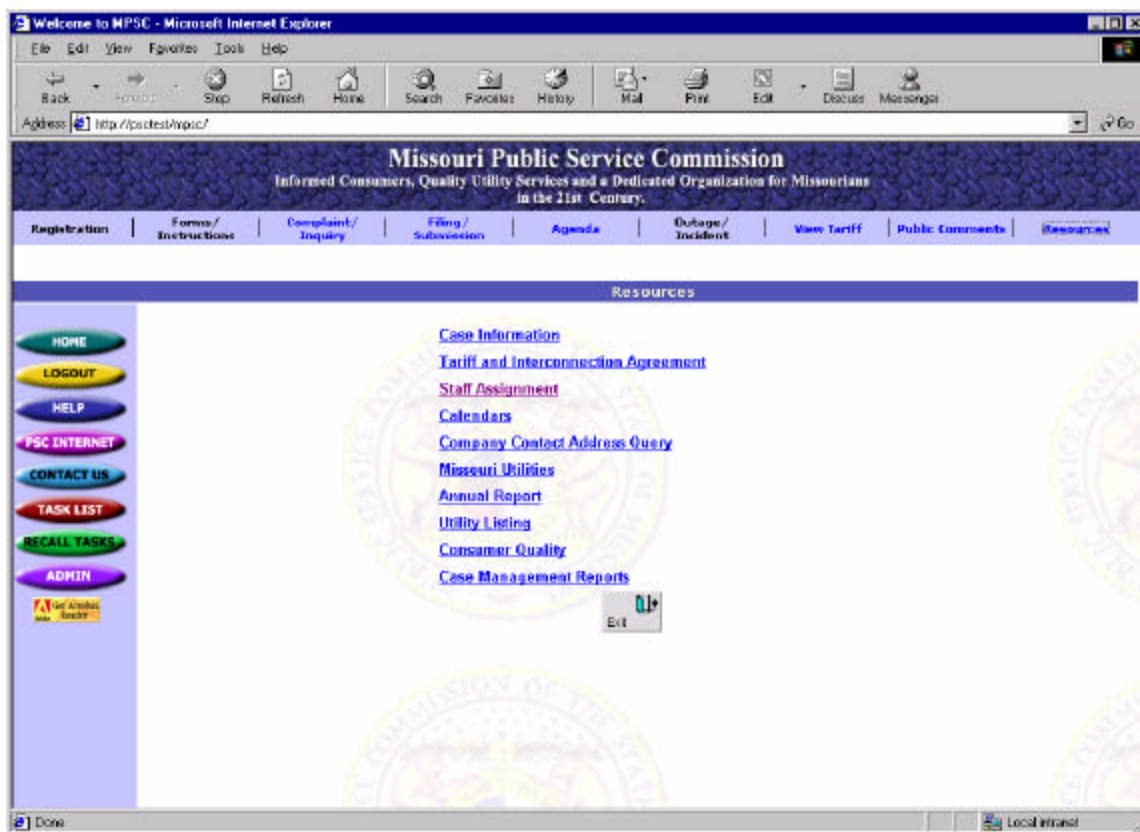 Welcome to MPSC - Microsoft Internet Explorer
File Edit View Favorites Tools Help
Back Forward Stop Refresh Home Search Favorites History Mail Print Edit Discuss Messenger
Address http://psctest/mpsc/ Go
Missouri Public Service Commission
Informed Consumers, Quality Utility Services and a Dedicated Organization for Missourians
in the 21st Century.
Registration | Forms/ Instructions | Complaint/ Inquiry | Filing/ Submission | Agenda | Outage/ Incident | View Tariff | Public Comments | Resources
Resources
HOME
LOGOUT
HELP
PSC INTERNET
CONTACT US
TASK LIST
RECALL TASKS
ADMIN
Get Acrobat
Adobe Reader
Case Information
Tariff and Interconnection Agreement
Staff Assignment
Calendars
Company Contact Address Query
Missouri Utilities
Annual Report
Utility Listing
Consumer Quality
Case Management Reports
Exit
Done
Local intranet